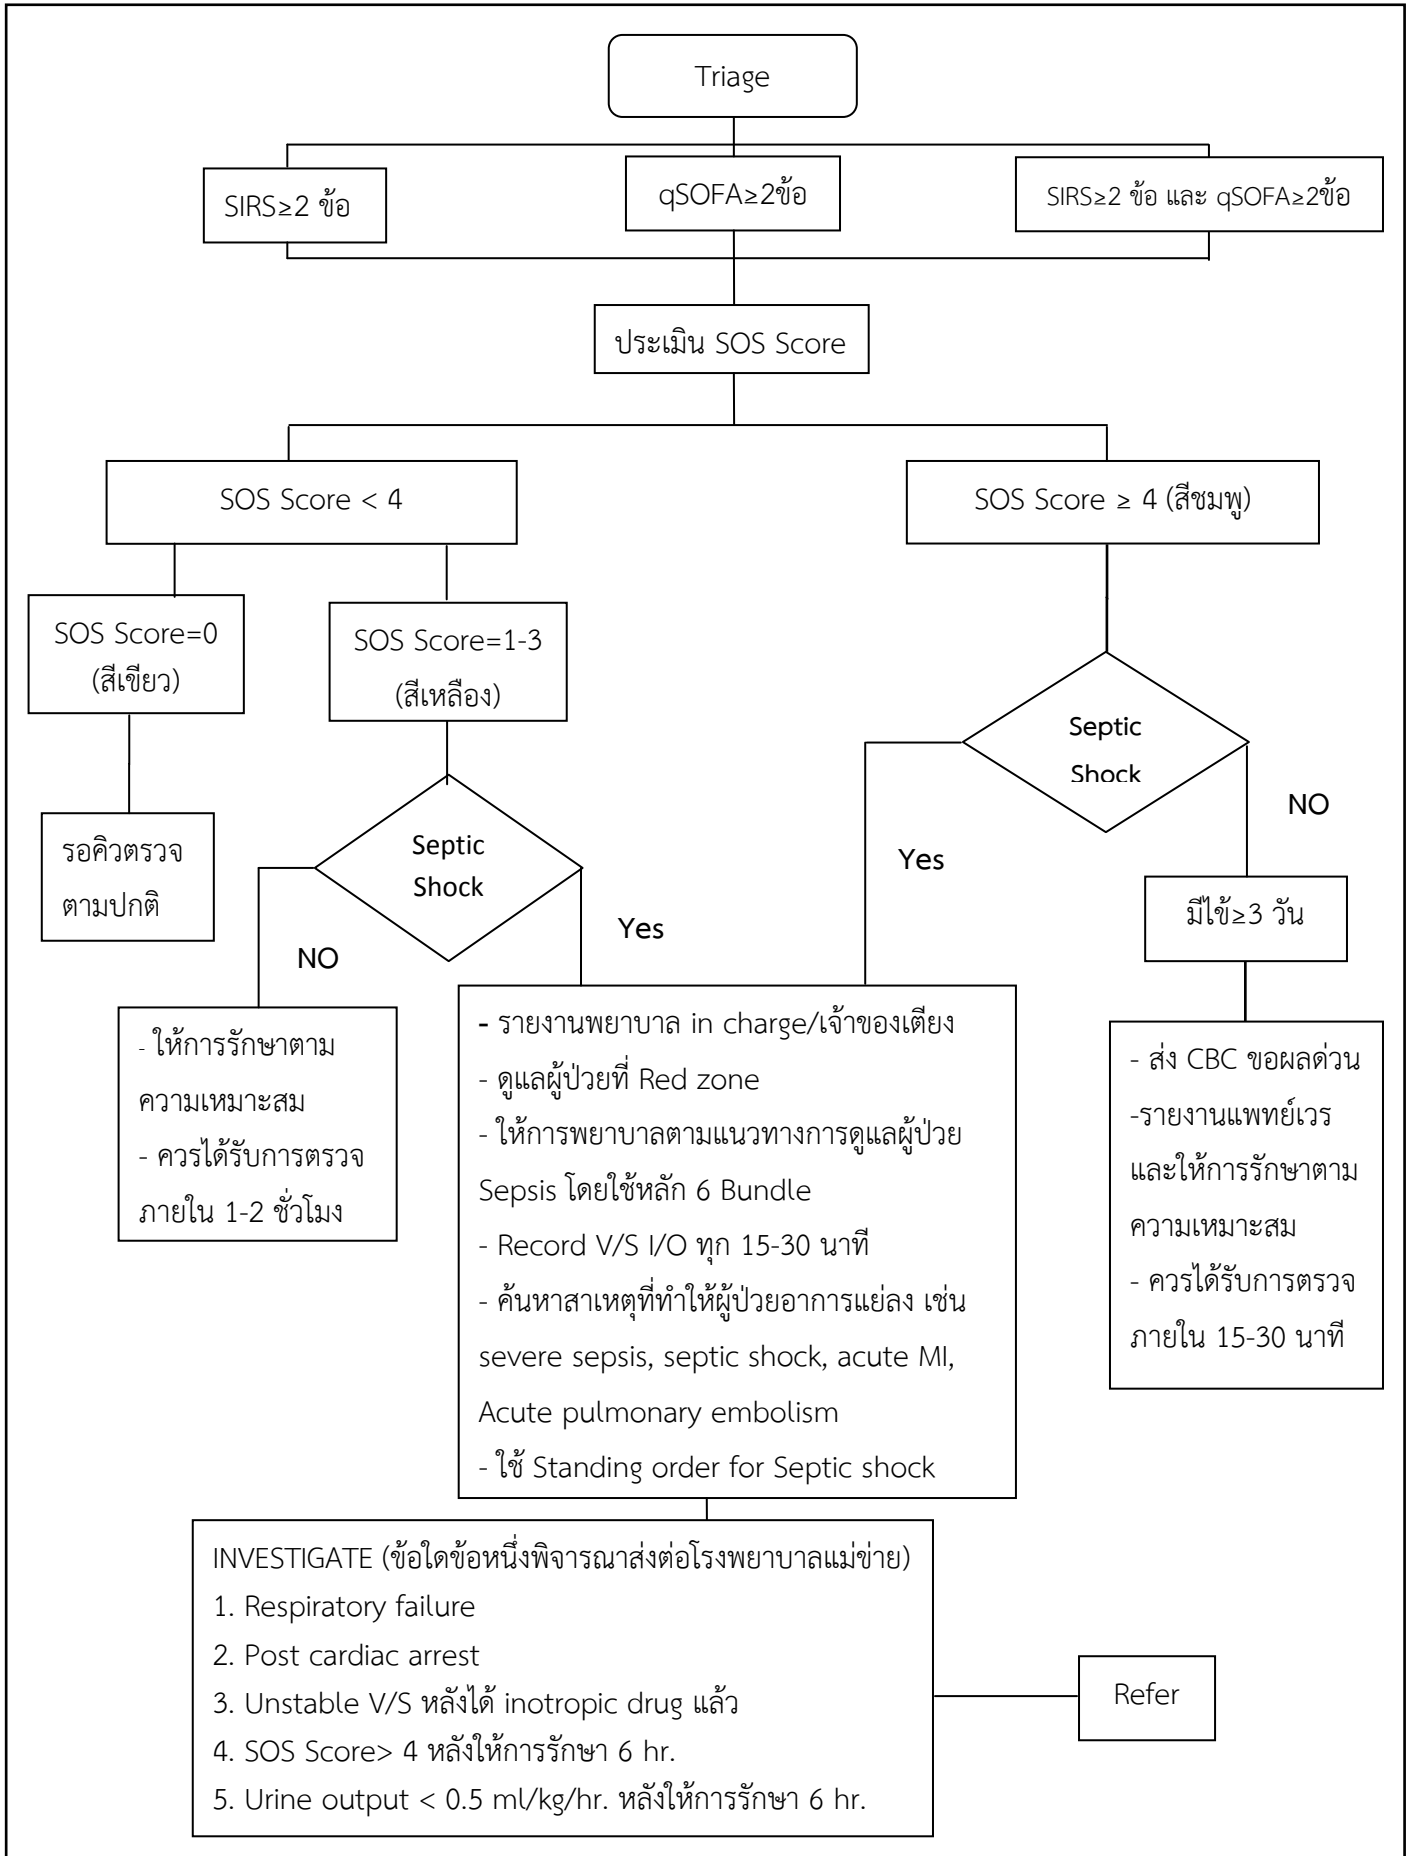 Triage
SIRS≥2 ข้อ
qSOFA≥2ข้อ
SIRS≥2 ข้อ และ qSOFA≥2ข้อ
ประเมิน SOS Score
SOS Score < 4
SOS Score ≥ 4 (สีชมพู)
SOS Score=0
(สีเขียว)
SOS Score=1-3
(สีเหลือง)
Septic
Shock
NO
Yes
รอคิวตรวจ
ตามปกติ
Septic
Shock
NO
Yes
มีไข้≥3 วัน
- ให้การรักษาตาม
ความเหมาะสม
- ควรได้รับการตรวจ
ภายใน 1-2 ชั่วโมง
- รายงานพยาบาล in charge/เจ้าของเตียง
- ดูแลผู้ป่วยที่ Red zone
- ให้การพยาบาลตามแนวทางการดูแลผู้ป่วย
Sepsis โดยใช้หลัก 6 Bundle
- Record V/S I/O ทุก 15-30 นาที
- ค้นหาสาเหตุที่ทำให้ผู้ป่วยอาการแย่ลง เช่น
severe sepsis, septic shock, acute MI,
Acute pulmonary embolism
- ใช้ Standing order for Septic shock
- ส่ง CBC ขอผลด่วน
-รายงานแพทย์เวร
และให้การรักษาตาม
ความเหมาะสม
- ควรได้รับการตรวจ
ภายใน 15-30 นาที
INVESTIGATE (ข้อใดข้อหนึ่งพิจารณาส่งต่อโรงพยาบาลแม่ข่าย)
1. Respiratory failure
2. Post cardiac arrest
3. Unstable V/S หลังได้ inotropic drug แล้ว
4. SOS Score> 4 หลังให้การรักษา 6 hr.
5. Urine output < 0.5 ml/kg/hr. หลังให้การรักษา 6 hr.
Refer